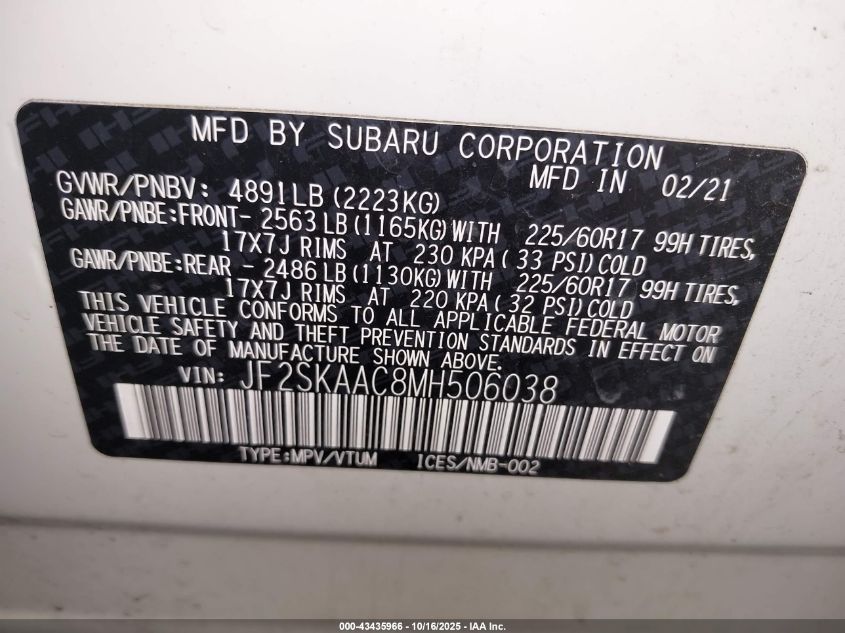 MFD BY SUBARU CORPORATION
MFD IN 02/21
GVWR/PNBV: 4891LB (2223KG)
GAWR/PNBE:FRONT- 2563 LB (1165KG) WITH 225/60R17 99H TIRES,
17X7J RIMS AT 230 KPA ( 33 PSI) COLD
GAWR/PNBE:REAR - 2486 LB (1130KG) WITH 225/60R17 99H TIRES,
17X7J RIMS AT 220 KPA ( 32 PSI) COLD
THIS VEHICLE CONFORMS TO ALL APPLICABLE FEDERAL MOTOR
VEHICLE SAFETY AND THEFT PREVENTION STANDARDS IN EFFECT ON
THE DATE OF MANUFACTURE SHOWN ABOVE.
VIN: JF2SKAAC8MH506038
TYPE:MPV/VTUM ICES/NMB-002
000-43435966 - 10/16/2025 - IAA Inc.